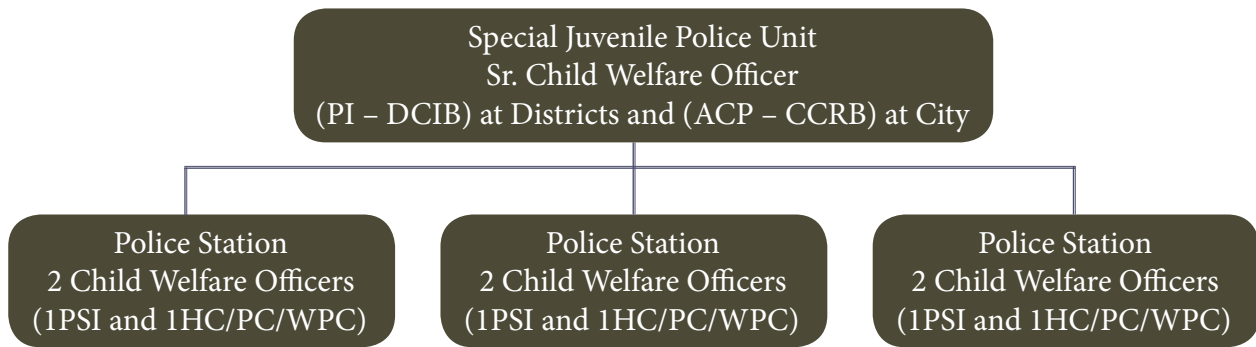 Special Juvenile Police Unit
Sr. Child Welfare Officer
(PI – DCIB) at Districts and (ACP – CCRB) at City
Police Station
2 Child Welfare Officers
(1PSI and 1HC/PC/WPC)
Police Station
2 Child Welfare Officers
(1PSI and 1HC/PC/WPC)
Police Station
2 Child Welfare Officers
(1PSI and 1HC/PC/WPC)